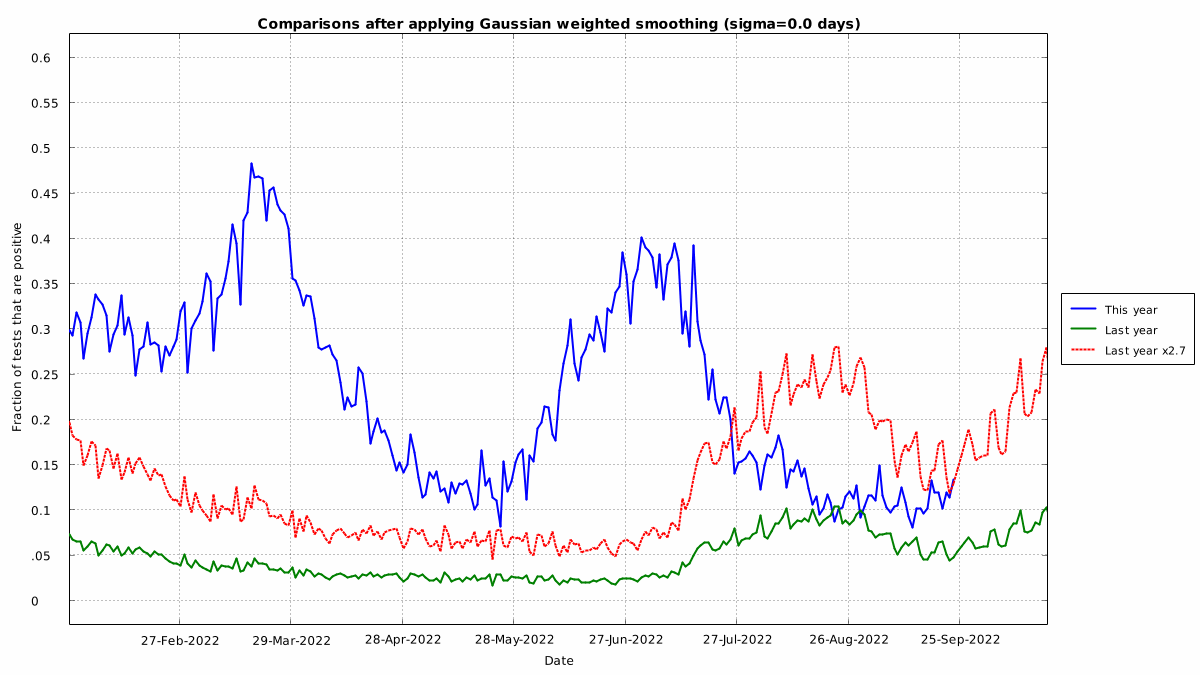 Comparisons after applying Gaussian weighted smoothing (sigma=0.0 days)
0.6
0.55
0.5
0.45
0.4
0.35
0.3
0.25
0.2
0.15
0.1
.05
0
Fraction of tests that are positive
27-Feb-2022
29-Mar-2022
28-Apr-2022
28-May-2022
27-Jun-2022
27-Jul-2022
26-Aug-2022
25-Sep-2022
Date
This year
Last year
Last year x2.7